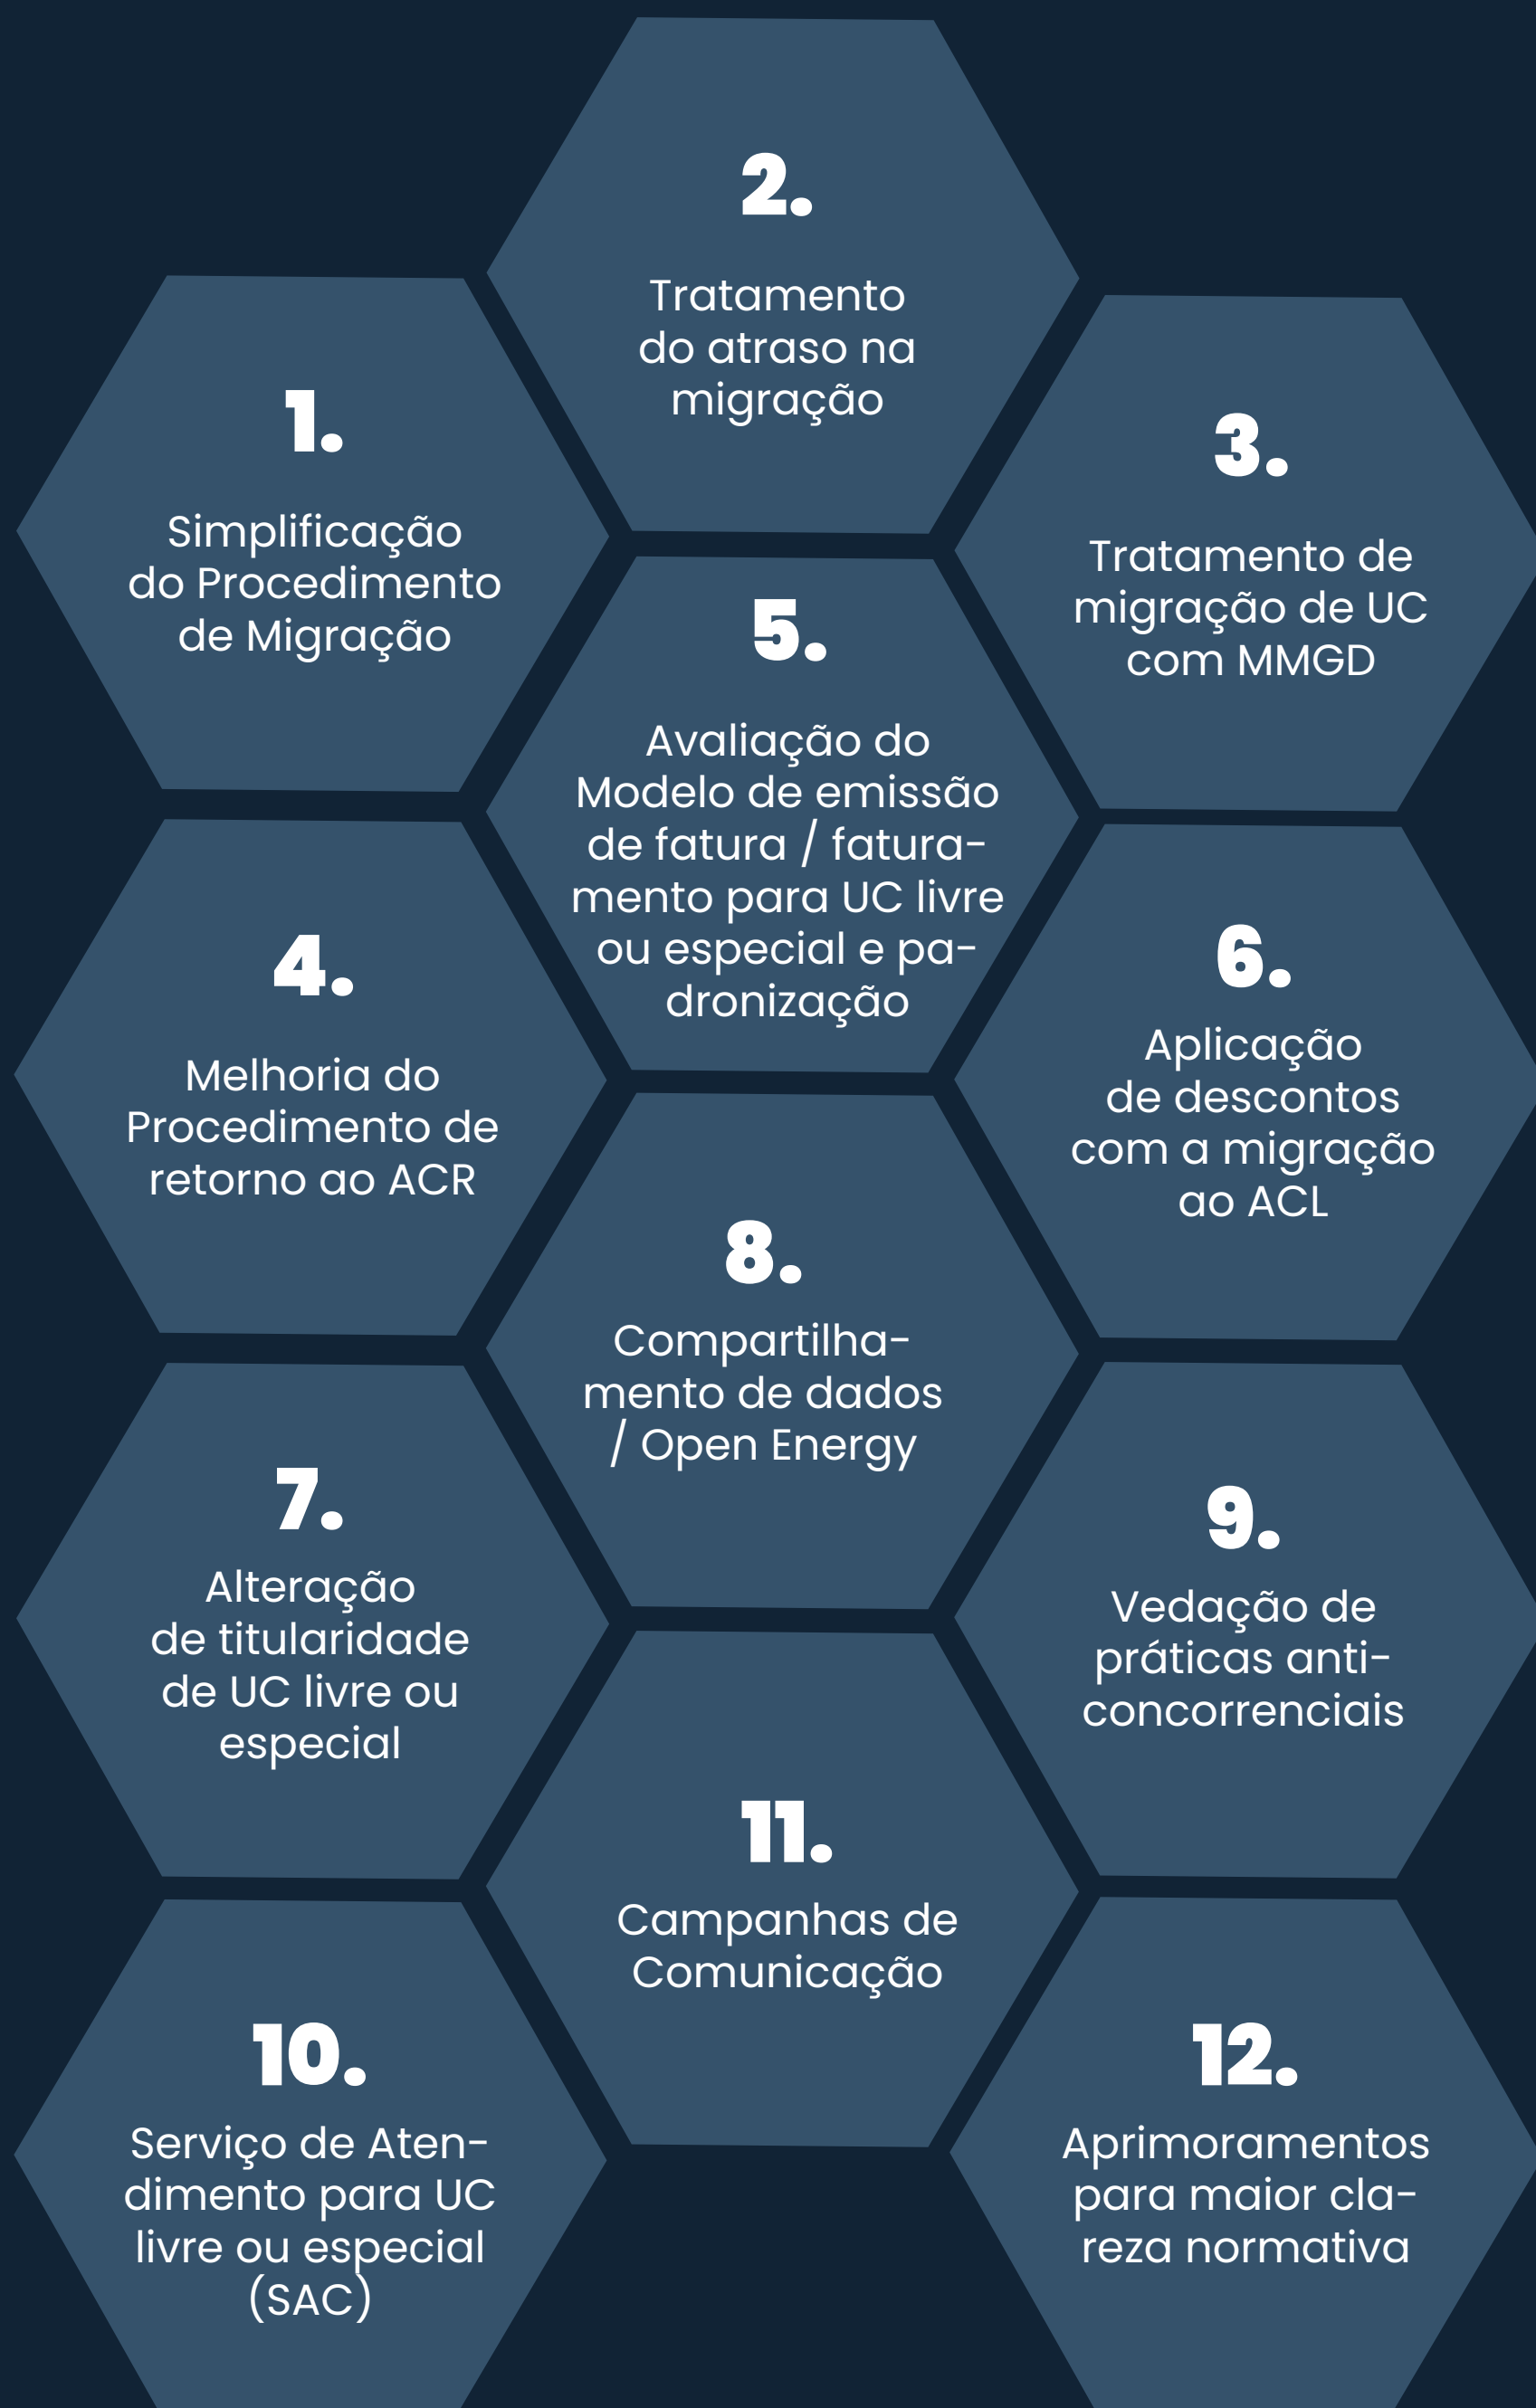 1.
Simplificação
do Procedimento
de Migração
2.
Tratamento
do atraso na
migração
3.
Tratamento de
migração de UC
com MMGD
4.
Melhoria do
Procedimento de
retorno ao ACR
5.
Avaliação do
Modelo de emissão
de fatura / fatura-
mento para UC livre
ou especial e pa-
dronização
6.
Aplicação
de descontos
com a migração
ao ACL
7.
Alteração
de titularidade
de UC livre ou
especial
8.
Compartilha-
mento de dados
/ Open Energy
9.
Vedação de
práticas anti-
concorrenciais
10.
Serviço de Aten-
dimento para UC
livre ou especial
(SAC)
11.
Campanhas de
Comunicação
12.
Aprimoramentos
para maior cla-
reza normativa